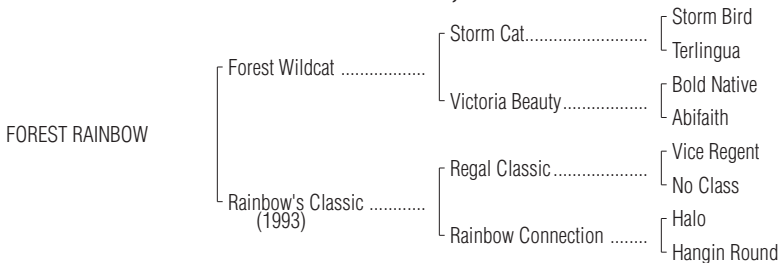 Storm Bird
Storm Cat..........................
Terlingua
Forest Wildcat ..................
Bold Native
Victoria Beauty..................
Abifaith
FOREST RAINBOW
Vice Regent
Regal Classic....................
No Class
Rainbow's Classic ............
(1993)
Halo
Rainbow Connection ........
Hangin Round